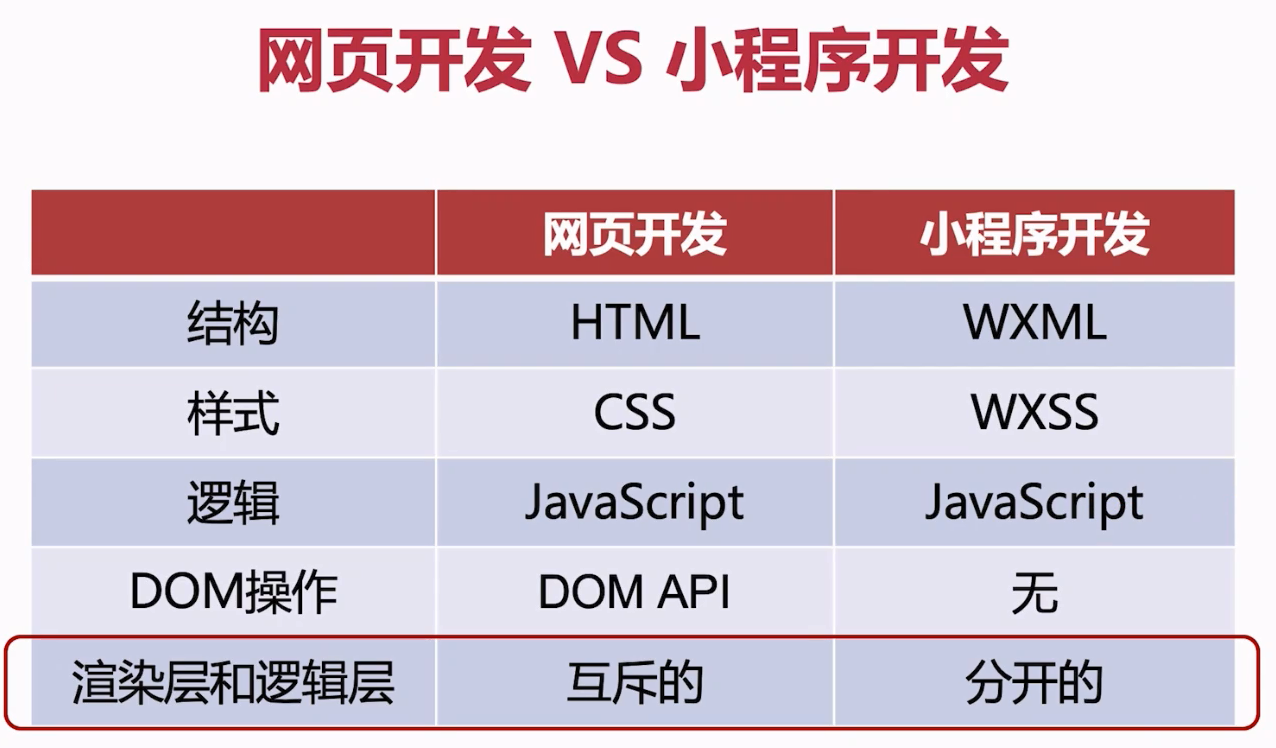 网页开发 VS 小程序开发
网页开发 小程序开发
结构 HTML WXML
样式 CSS WXSS
逻辑 JavaScript JavaScript
DOM操作 DOM API 无
渲染层和逻辑层 互斥的 分开的